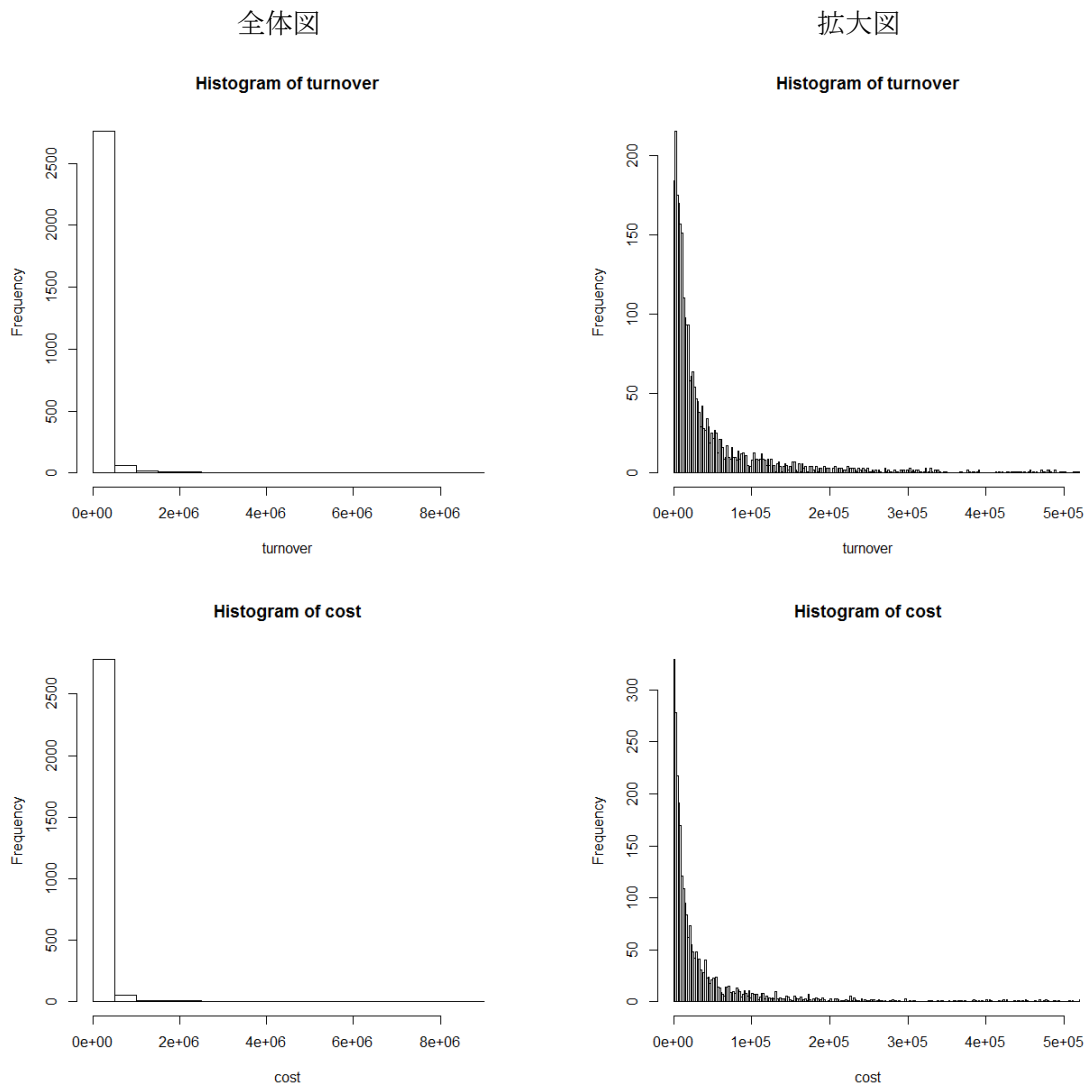 全体図
拡大図
Histogram of turnover
Histogram of turnover
Frequency
0
500
1000
1500
2000
2500
0e+00 2e+06 4e+06 6e+06 8e+06
turnover
Frequency
0
50
100
150
200
0e+00 1e+05 2e+05 3e+05 4e+05 5e+05
turnover
Histogram of cost
Histogram of cost
Frequency
0
500
1000
1500
2000
2500
0e+00 2e+06 4e+06 6e+06 8e+06
cost
Frequency
0
50
100
150
200
250
300
0e+00 1e+05 2e+05 3e+05 4e+05 5e+05
cost